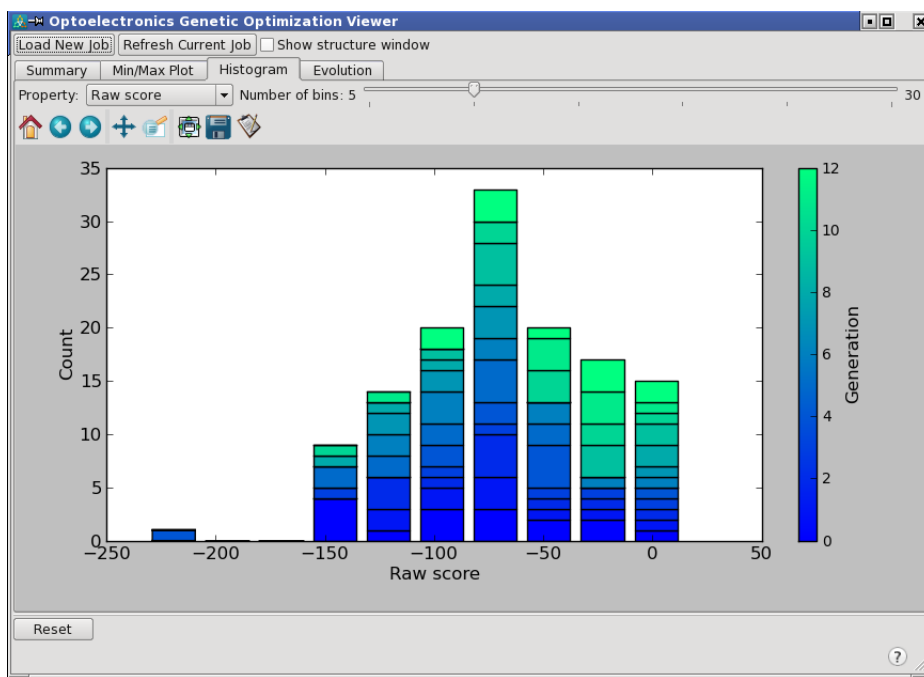 Optoelectronics Genetic Optimization Viewer
Load New Job Refresh Current Job Show structure window
Summary Min/Max Plot Histogram Evolution
Property: Raw score Number of bins: 5 30
35
30
25
20
15
10
5
0
Count
−250 −200 −150 −100 −50 0 50
Raw score
12
10
8
6
4
2
0
Generation
Reset
?